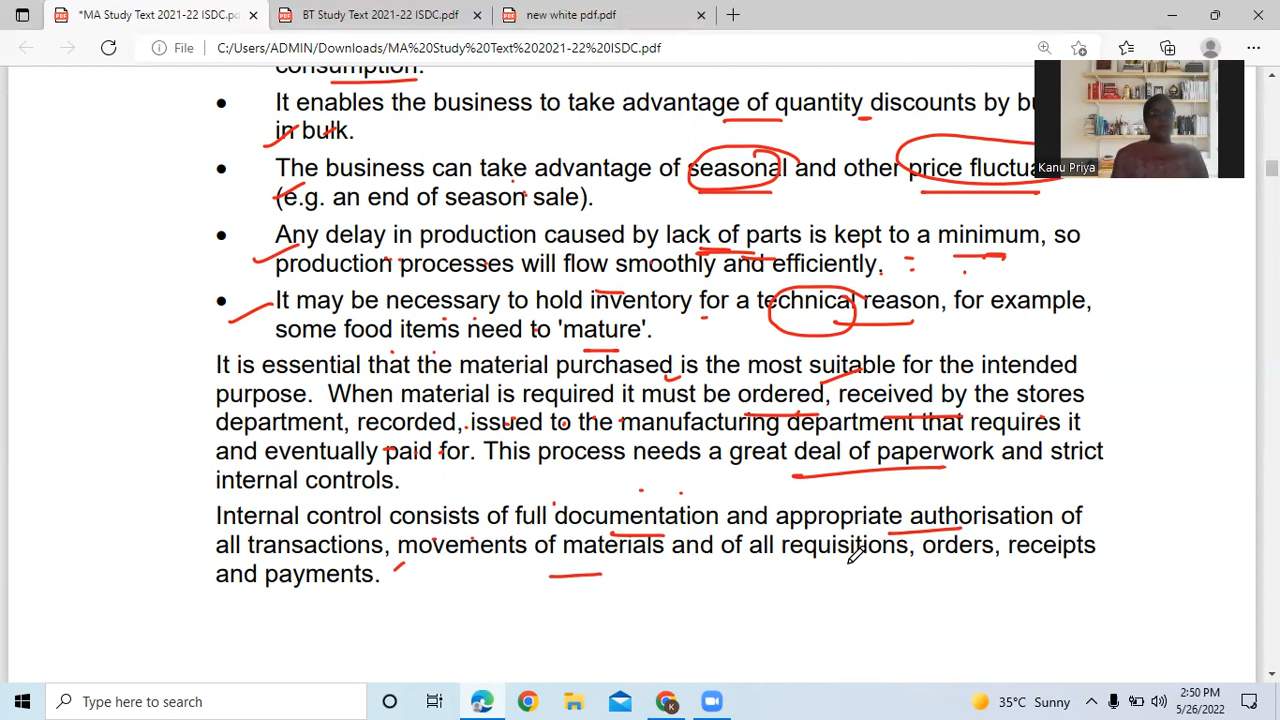 *MA Study Text 2021-22 ISDC.pdf
BT Study Text 2021-22 ISDC.pdf
new white pdf.pdf
File C:/Users/ADMIN/Downloads/MA%20Study%20Text%202021-22%20ISDC.pdf
consumption.
• It enables the business to take advantage of quantity discounts by
in bulk.
• The business can take advantage of seasonal and other price
(e.g. an end of season sale).
Kanu Priya
• Any delay in production caused by lack of parts is kept to a minimum, so
production processes will flow smoothly and efficiently.
• It may be necessary to hold inventory for a technical reason, for example,
some food items need to 'mature'.
It is essential that the material purchased is the most suitable for the intended
purpose. When material is required it must be ordered, received by the stores
department, recorded, issued to the manufacturing department that requires it
and eventually paid for. This process needs a great deal of paperwork and strict
internal controls.
Internal control consists of full documentation and appropriate authorisation of
all transactions, movements of materials and of all requisitions, orders, receipts
and payments.
Type here to search
35°C Sunny
2:50 PM
5/26/2022